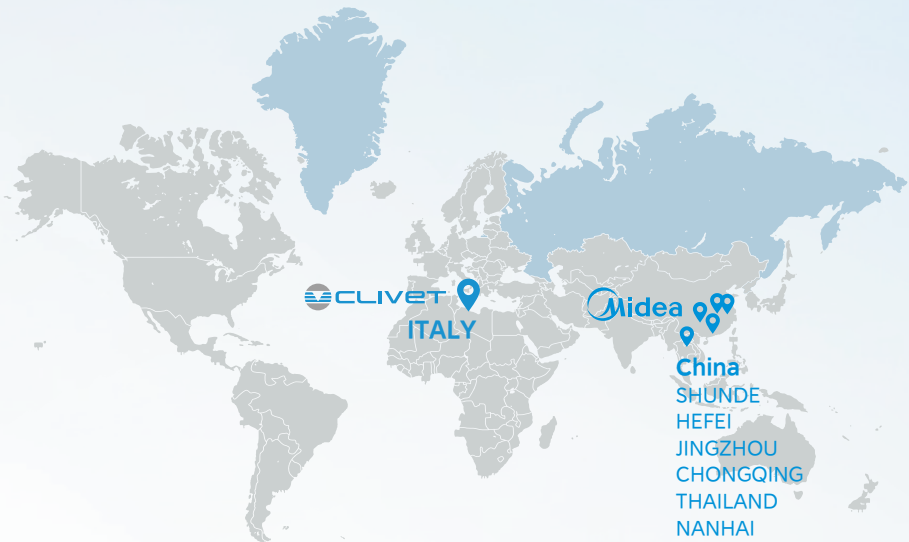 CLIVET
ITALY
Midea
China
SHUNDE
HEFEI
JINGZHOU
CHONGQING
THAILAND
NANHAI